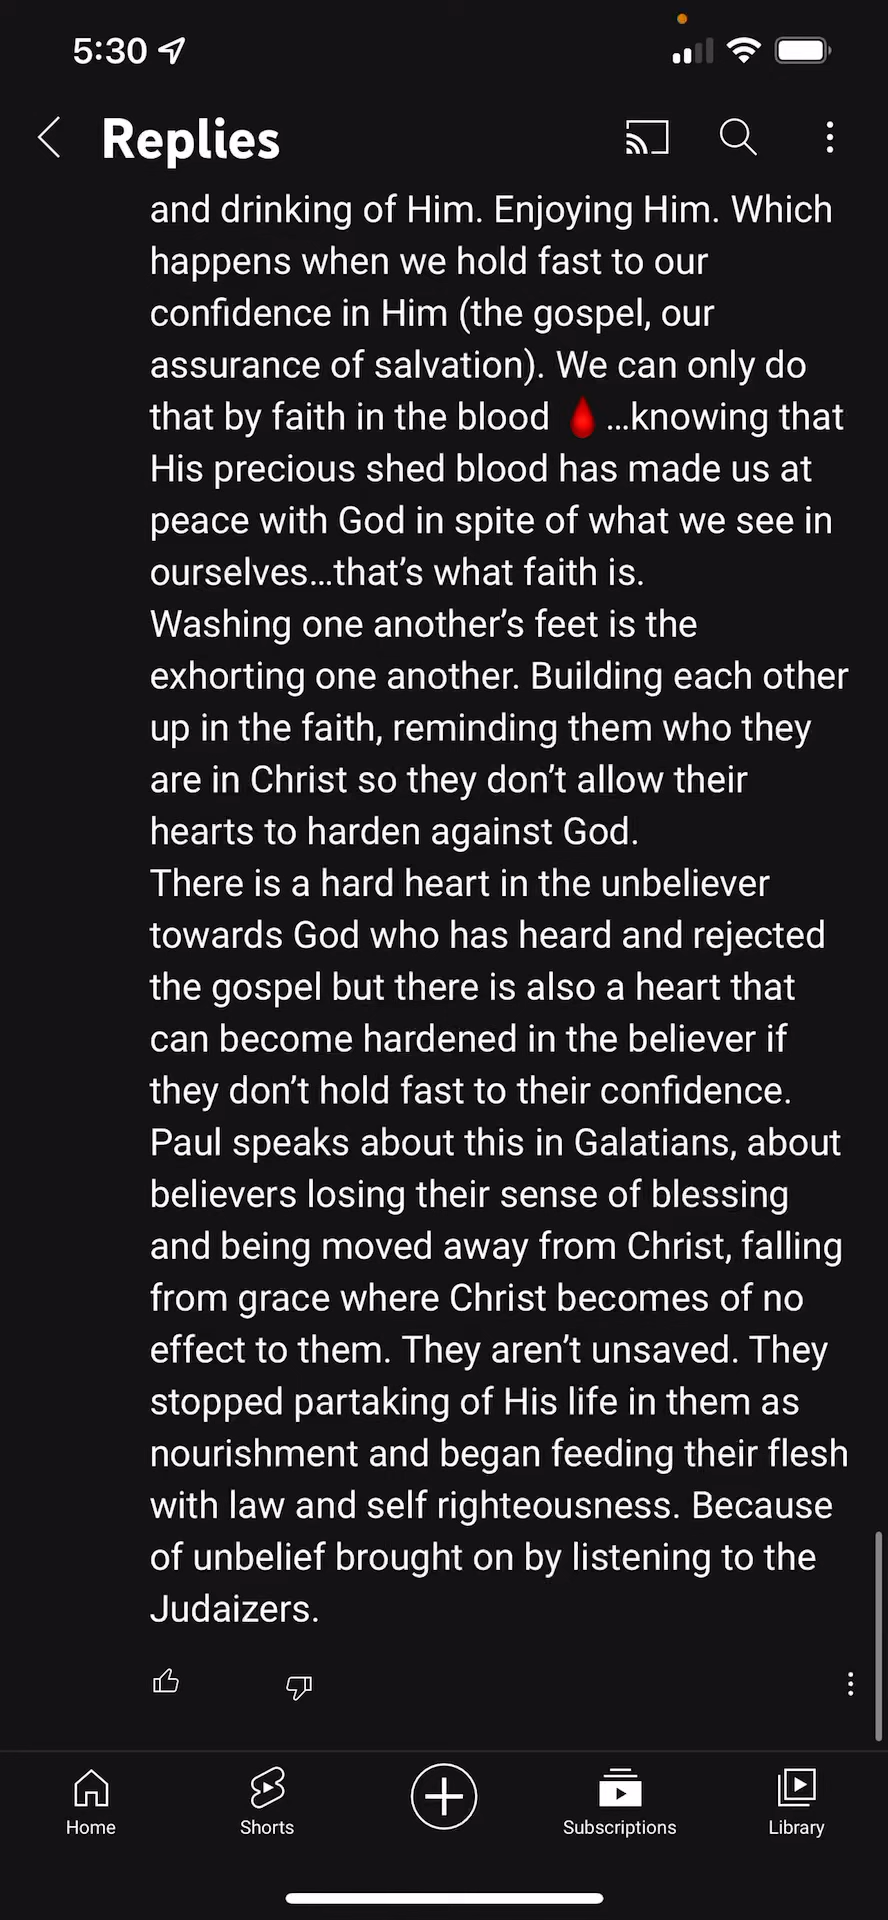 5:30
Replies
and drinking of Him. Enjoying Him. Which
happens when we hold fast to our
confidence in Him (the gospel, our
assurance of salvation). We can only do
that by faith in the blood 🩸...knowing that
His precious shed blood has made us at
peace with God in spite of what we see in
ourselves...that’s what faith is.
Washing one another’s feet is the
exhorting one another. Building each other
up in the faith, reminding them who they
are in Christ so they don’t allow their
hearts to harden against God.
There is a hard heart in the unbeliever
towards God who has heard and rejected
the gospel but there is also a heart that
can become hardened in the believer if
they don’t hold fast to their confidence.
Paul speaks about this in Galatians, about
believers losing their sense of blessing
and being moved away from Christ, falling
from grace where Christ becomes of no
effect to them. They aren’t unsaved. They
stopped partaking of His life in them as
nourishment and began feeding their flesh
with law and self righteousness. Because
of unbelief brought on by listening to the
Judaizers.
Home Shorts Subscriptions Library